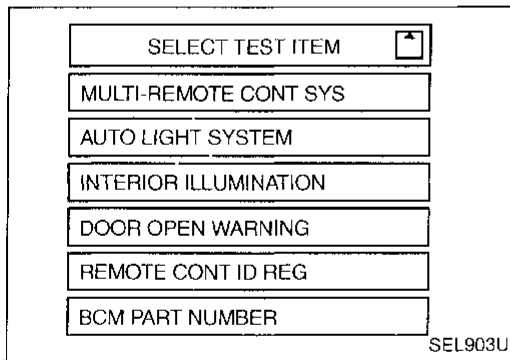 SELECT TEST ITEM
MULTI-REMOTE CONT SYS
AUTO LIGHT SYSTEM
INTERIOR ILLUMINATION
DOOR OPEN WARNING
REMOTE CONT ID REG
BCM PART NUMBER
SEL903U